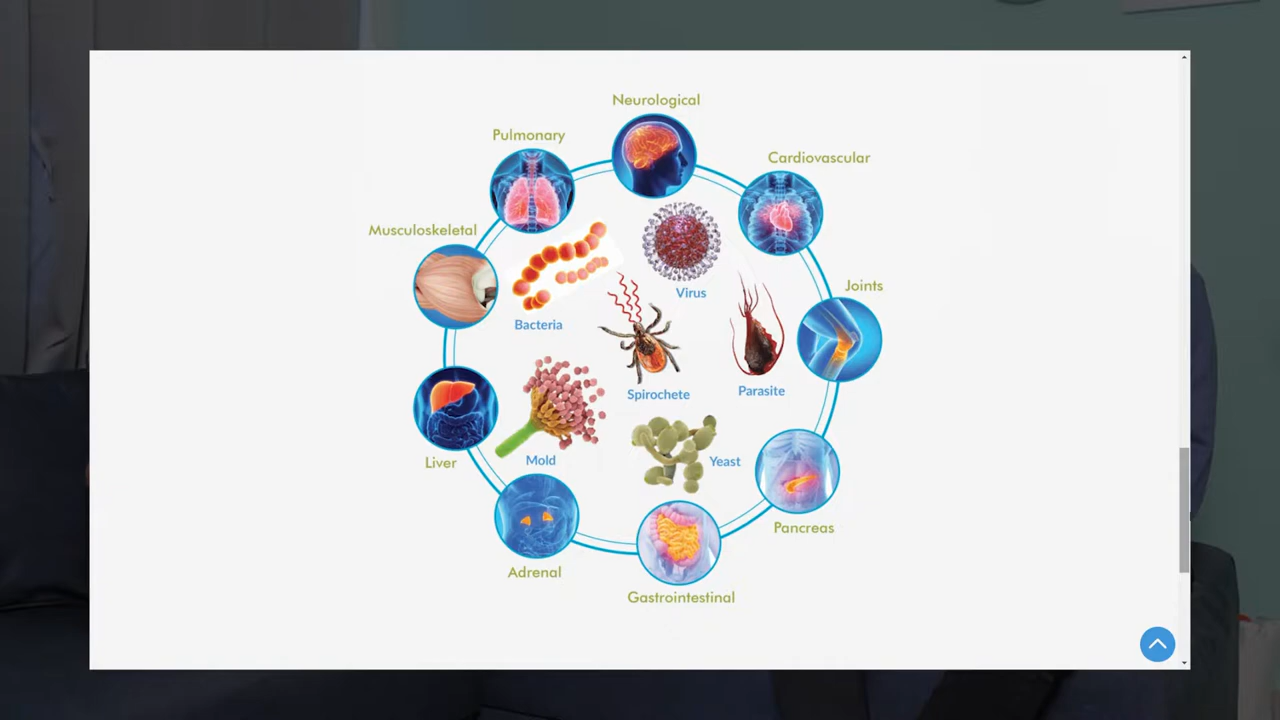 Neurological
Pulmonary
Cardiovascular
Musculoskeletal
Joints
Virus
Bacteria
Spirochete
Parasite
Mold
Yeast
Liver
Pancreas
Adrenal
Gastrointestinal